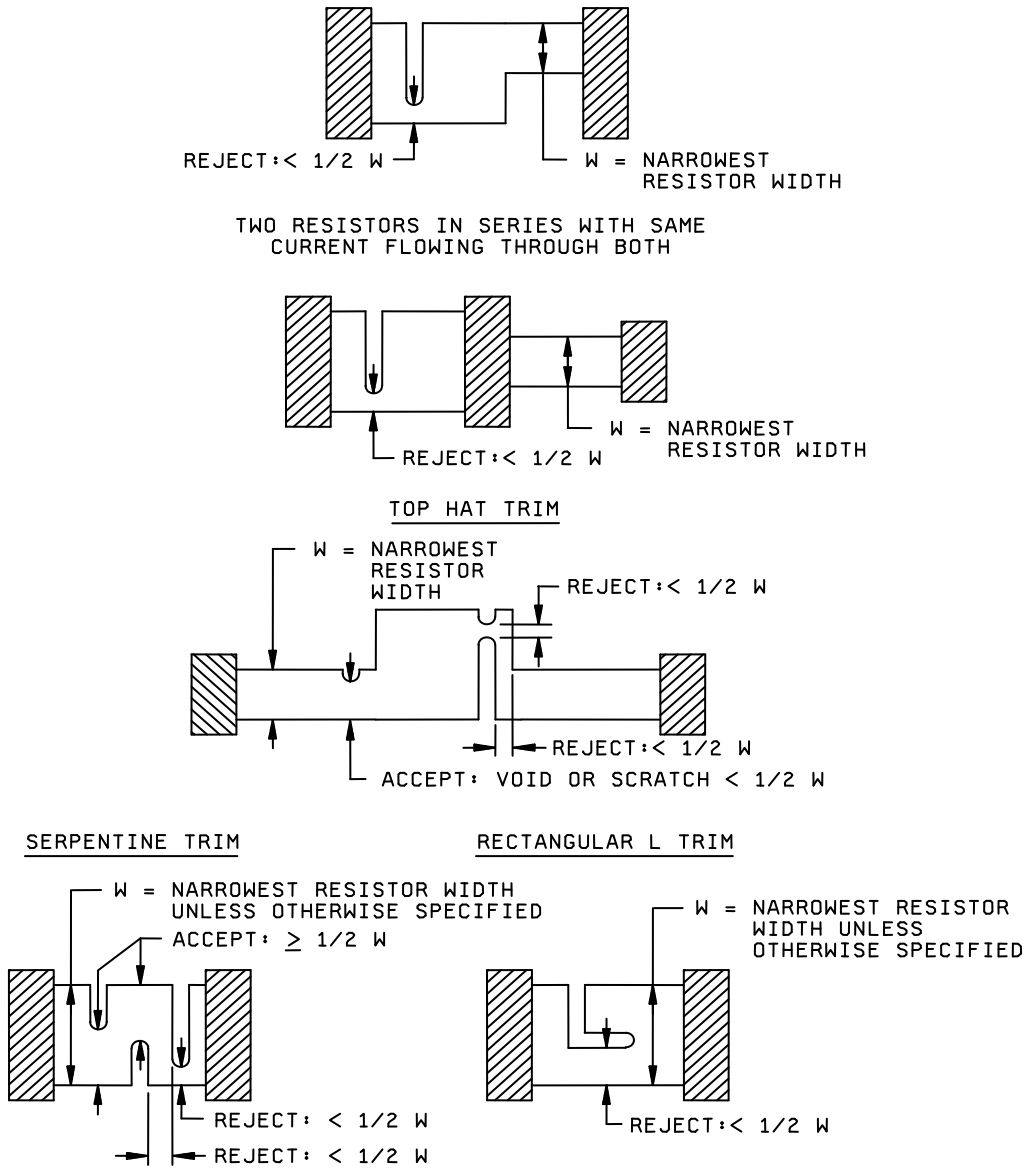 REJECT:< 1/2 W
W = NARROWEST
RESISTOR WIDTH
TWO RESISTORS IN SERIES WITH SAME
CURRENT FLOWING THROUGH BOTH
W = NARROWEST
RESISTOR WIDTH
REJECT:< 1/2 W
TOP HAT TRIM
W = NARROWEST
RESISTOR
WIDTH
REJECT:< 1/2 W
REJECT:< 1/2 W
ACCEPT: VOID OR SCRATCH < 1/2 W
SERPENTINE TRIM
W = NARROWEST RESISTOR WIDTH
UNLESS OTHERWISE SPECIFIED
ACCEPT: ≥ 1/2 W
REJECT: < 1/2 W
REJECT: < 1/2 W
RECTANGULAR L TRIM
W = NARROWEST RESISTOR
WIDTH UNLESS
OTHERWISE SPECIFIED
REJECT:< 1/2 W